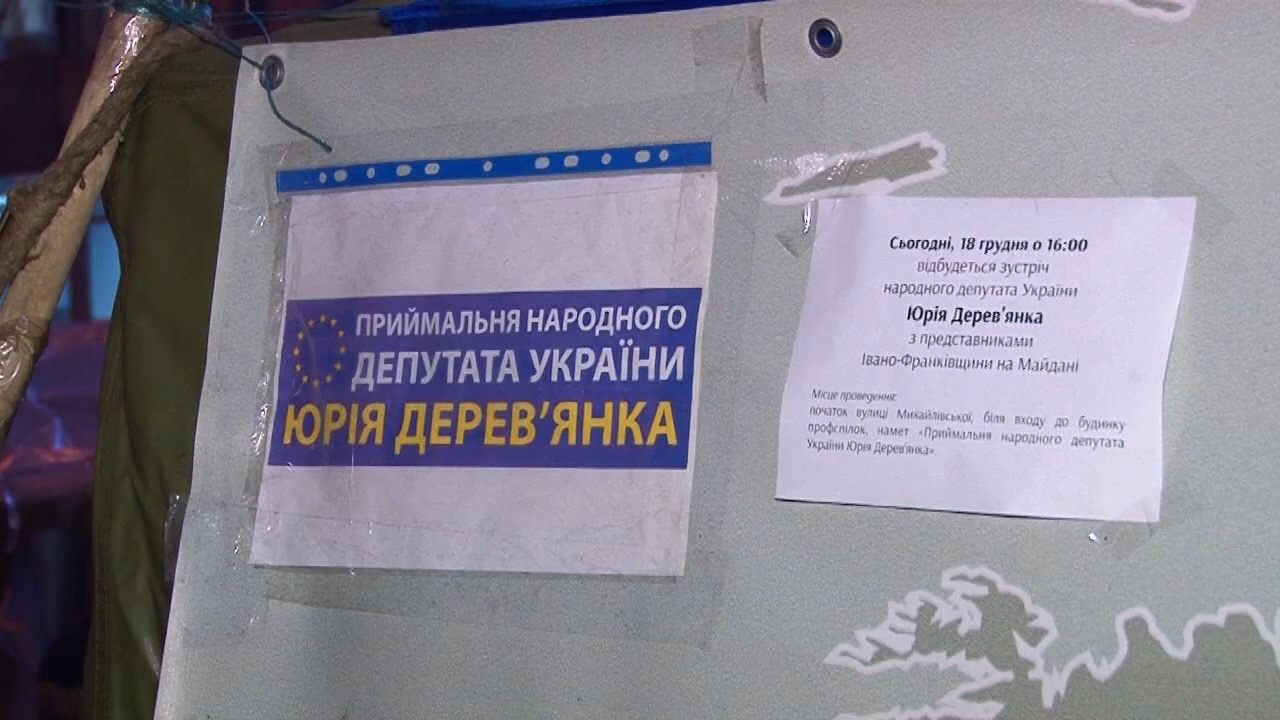 ПРИЙМАЛЬНЯ НАРОДНОГО
ДЕПУТАТА УКРАЇНИ
ЮРІЯ ДЕРЕВ’ЯНКА
Сьогодні, 18 грудня о 16:00
відбудеться зустріч
народного депутата України
Юрія Дерев’янка
з представниками
Івано-Франківщини на Майдані
Місце проведення:
початок вулиці Михайлівської, біля входу до будинку
профспілок, намет «Приймальня народного депутата
України Юрія Дерев’янка»